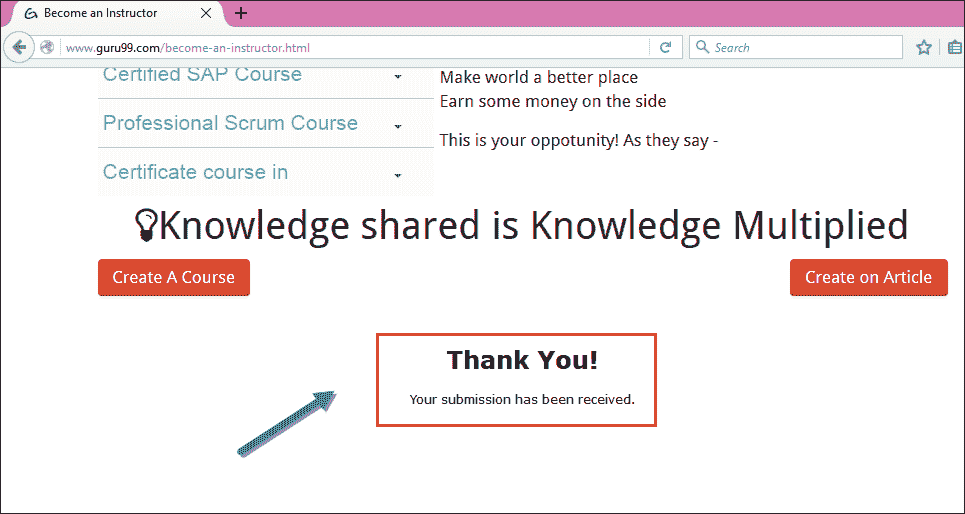 Become an Instructor
www.guru99.com/become-an-instructor.html
Search
Certified SAP Course
Professional Scrum Course
Certificate course in
Make world a better place
Earn some money on the side
This is your oppotunity! As they say -
Knowledge shared is Knowledge Multiplied
Create A Course
Create on Article
Thank You!
Your submission has been received.